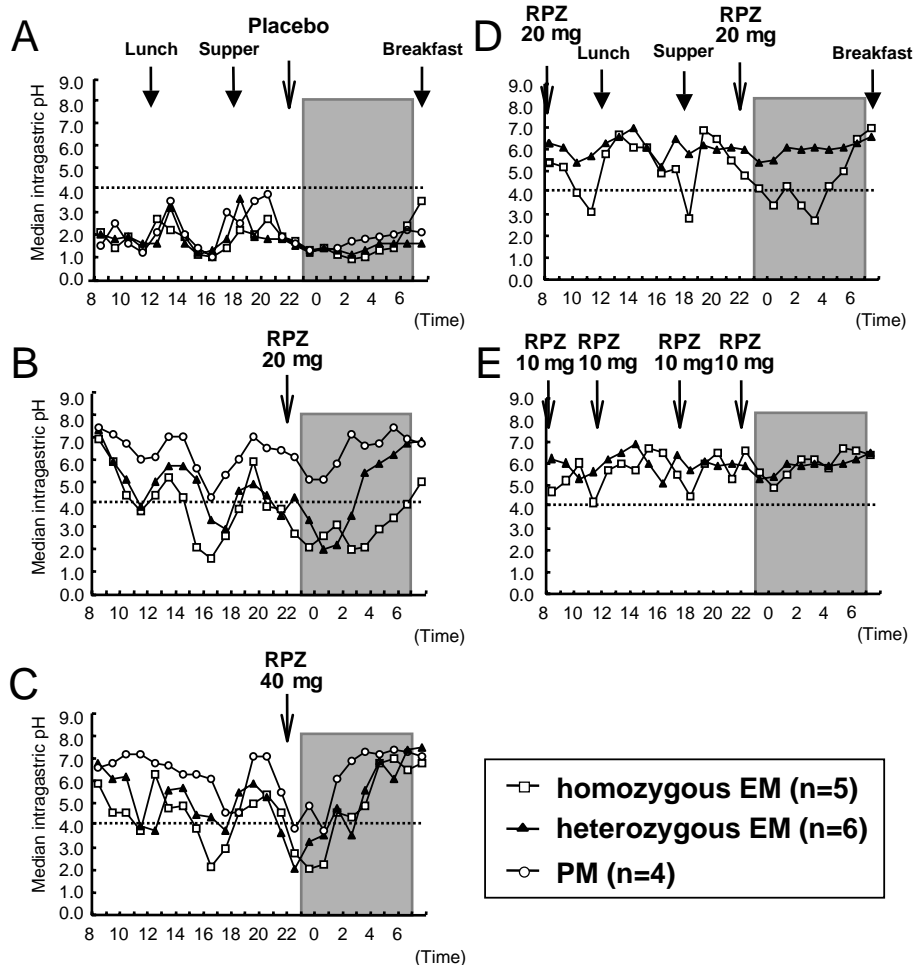 A
Placebo
Lunch Supper Breakfast
Median intragastric pH
9.0
8.0
7.0
6.0
5.0
4.0
3.0
2.0
1.0
0.0
8 10 12 14 16 18 20 22 0 2 4 6
(Time)
B
RPZ
20 mg
Median intragastric pH
9.0
8.0
7.0
6.0
5.0
4.0
3.0
2.0
1.0
0.0
8 10 12 14 16 18 20 22 0 2 4 6
(Time)
C
RPZ
40 mg
Median intragastric pH
9.0
8.0
7.0
6.0
5.0
4.0
3.0
2.0
1.0
0.0
8 10 12 14 16 18 20 22 0 2 4 6
(Time)
D
RPZ RPZ
20 mg 20 mg
Lunch Supper Breakfast
9.0
8.0
7.0
6.0
5.0
4.0
3.0
2.0
1.0
0.0
8 10 12 14 16 18 20 22 0 2 4 6
(Time)
E
RPZ RPZ RPZ RPZ
10 mg 10 mg 10 mg 10 mg
9.0
8.0
7.0
6.0
5.0
4.0
3.0
2.0
1.0
0.0
8 10 12 14 16 18 20 22 0 2 4 6
(Time)
homozygous EM (n=5)
heterozygous EM (n=6)
PM (n=4)